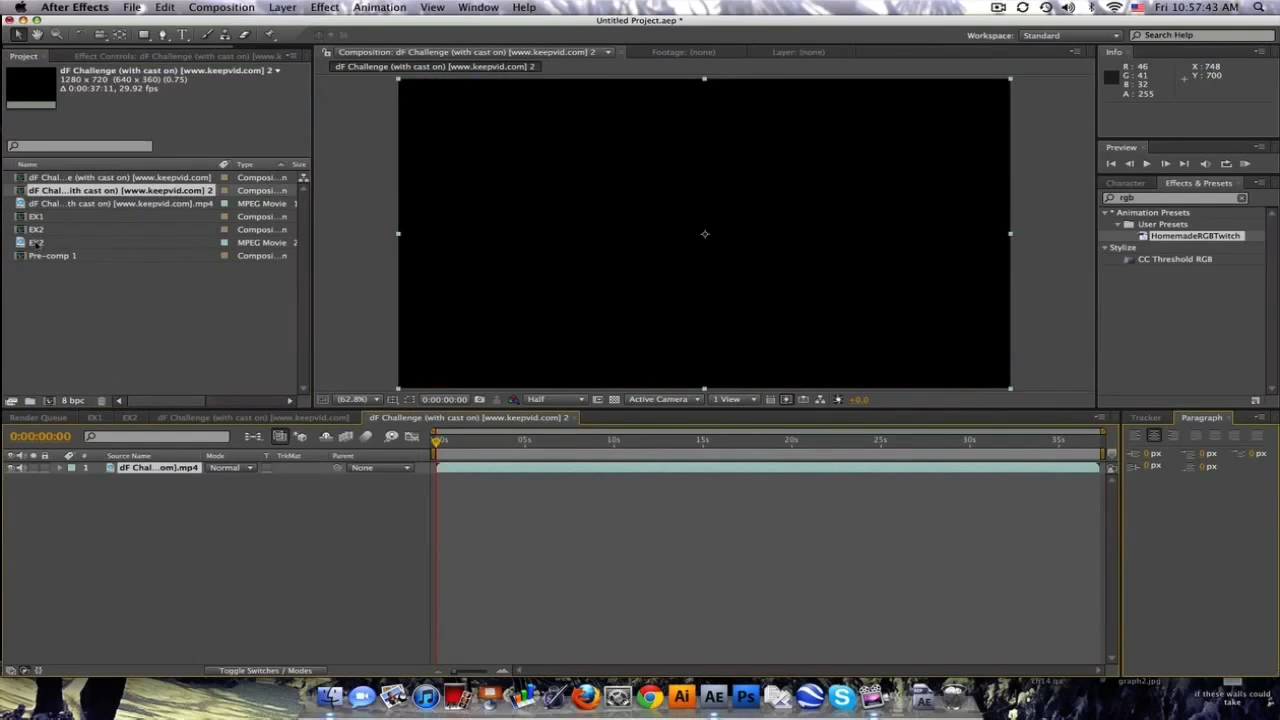 After Effects File Edit Composition Layer Effect Animation View Window Help Fri 10:57:43 AM
Untitled Project.aep *
Workspace: Standard Search Help
Project Effect Controls: dF Challenge (with cast on) [www.k
dF Challenge (with cast on) [www.keepvid.com] 2
1280 x 720 (640 x 360) (0.75)
Δ 0:00:37:11, 29.92 fps
Composition: dF Challenge (with cast on) [www.keepvid.com] 2 Footage: (none) Layer: (none)
dF Challenge (with cast on) [www.keepvid.com] 2
Info
R: 46 X: 748
G: 41 Y: 700
B: 32
A: 255
Preview
Character Effects & Presets
rgb
* Animation Presets
User Presets
HomemadeRGBTwitch
Stylize
CC Threshold RGB
Name Type Size
dF Chal...e (with cast on) [www.keepvid.com] Composi...n
dF Chal...ith cast on) [www.keepvid.com] 2 Composi...n
dF Chal...th cast on) [www.keepvid.com].mp4 MPEG Movie 1
EX1 Composi...n
EX2 Composi...n
MPEG Movie 2
Pre-comp 1 Composi...n
8 bpc
(62.8%) 0:00:00:00 Half Active Camera 1 View +0.0
Render Queue EX1 EX2 dF Challenge (with cast on) [www.keepvid.com] dF Challenge (with cast on) [www.keepvid.com] 2
0:00:00:00
00s 05s 10s 15s 20s 25s 30s 35s
# Source Name Mode T TrkMat Parent
1 dF Chal...om].mp4 Normal None
Toggle Switches / Modes
Tracker Paragraph
0 px 0 px 0 px
0 px 0 px
Ai AE PS
ch14 qx graph2.jpg
if these walls could
take